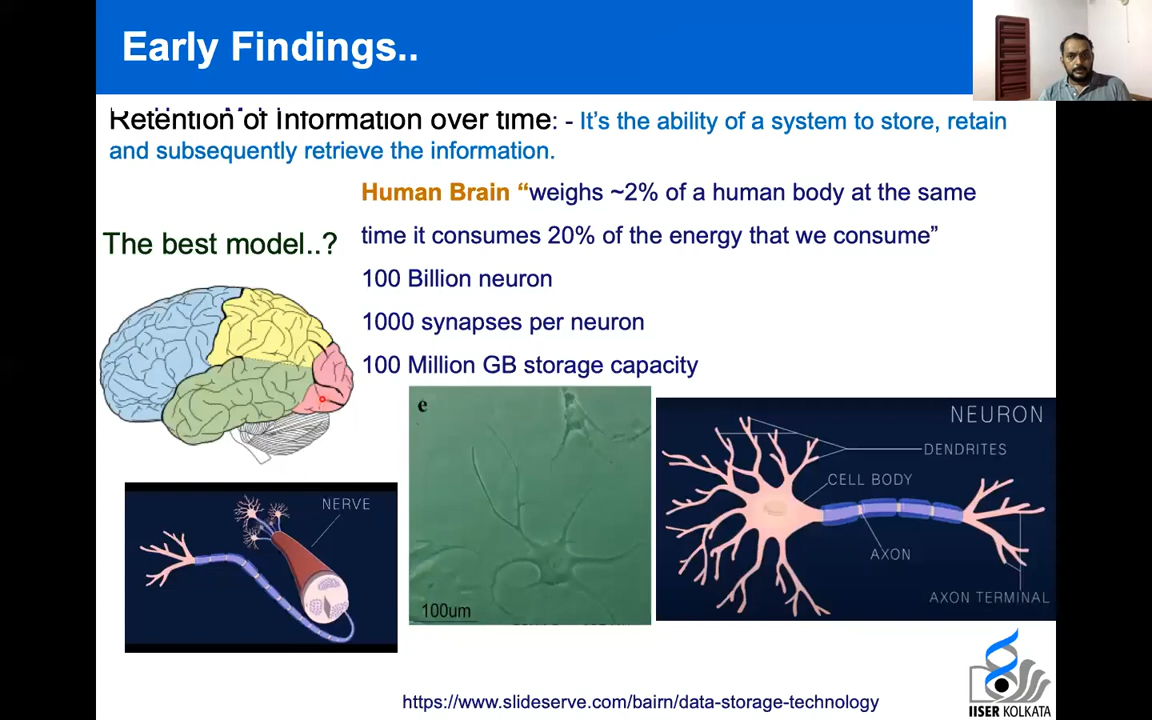 Early Findings..
Retention of Information over time: - It's the ability of a system to store, retain
and subsequently retrieve the information.
Human Brain “weighs ~2% of a human body at the same
time it consumes 20% of the energy that we consume”
The best model..?
100 Billion neuron
1000 synapses per neuron
100 Million GB storage capacity
e
100um
NERVE
NEURON
DENDRITES
CELL BODY
AXON
AXON TERMINAL
https://www.slideserve.com/bairn/data-storage-technology
IISER KOLKATA